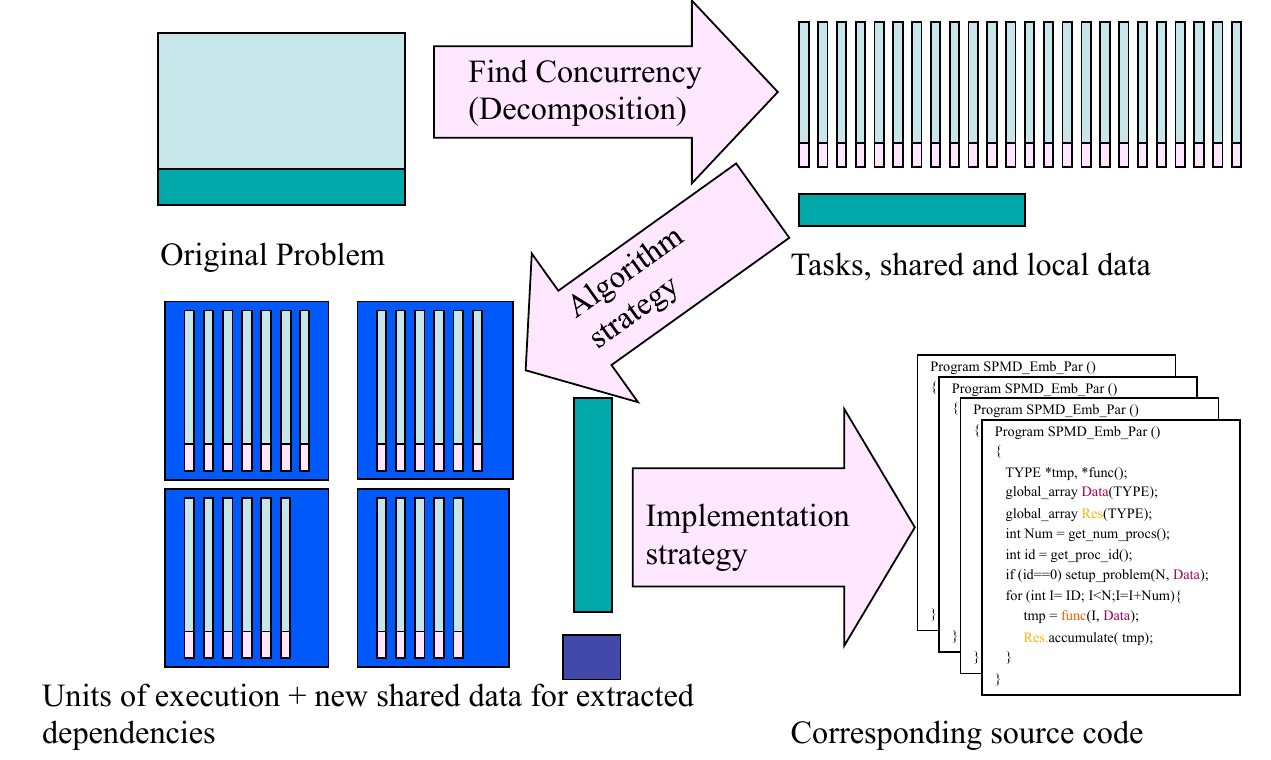 Find Concurrency
(Decomposition)
Original Problem
Tasks, shared and local data
Algorithm
strategy
Implementation
strategy
Units of execution + new shared data for extracted
dependencies
Program SPMD_Emb_Par ()
{
Program SPMD_Emb_Par ()
{
Program SPMD_Emb_Par ()
{
Program SPMD_Emb_Par ()
{
TYPE *tmp, *func();
global_array Data(TYPE);
global_array Res(TYPE);
int Num = get_num_procs();
int id = get_proc_id();
if (id==0) setup_problem(N, Data);
for (int I= ID; I<N;I=I+Num){
tmp = func(I, Data);
Res.accumulate( tmp);
}
}
}
}
}
Corresponding source code